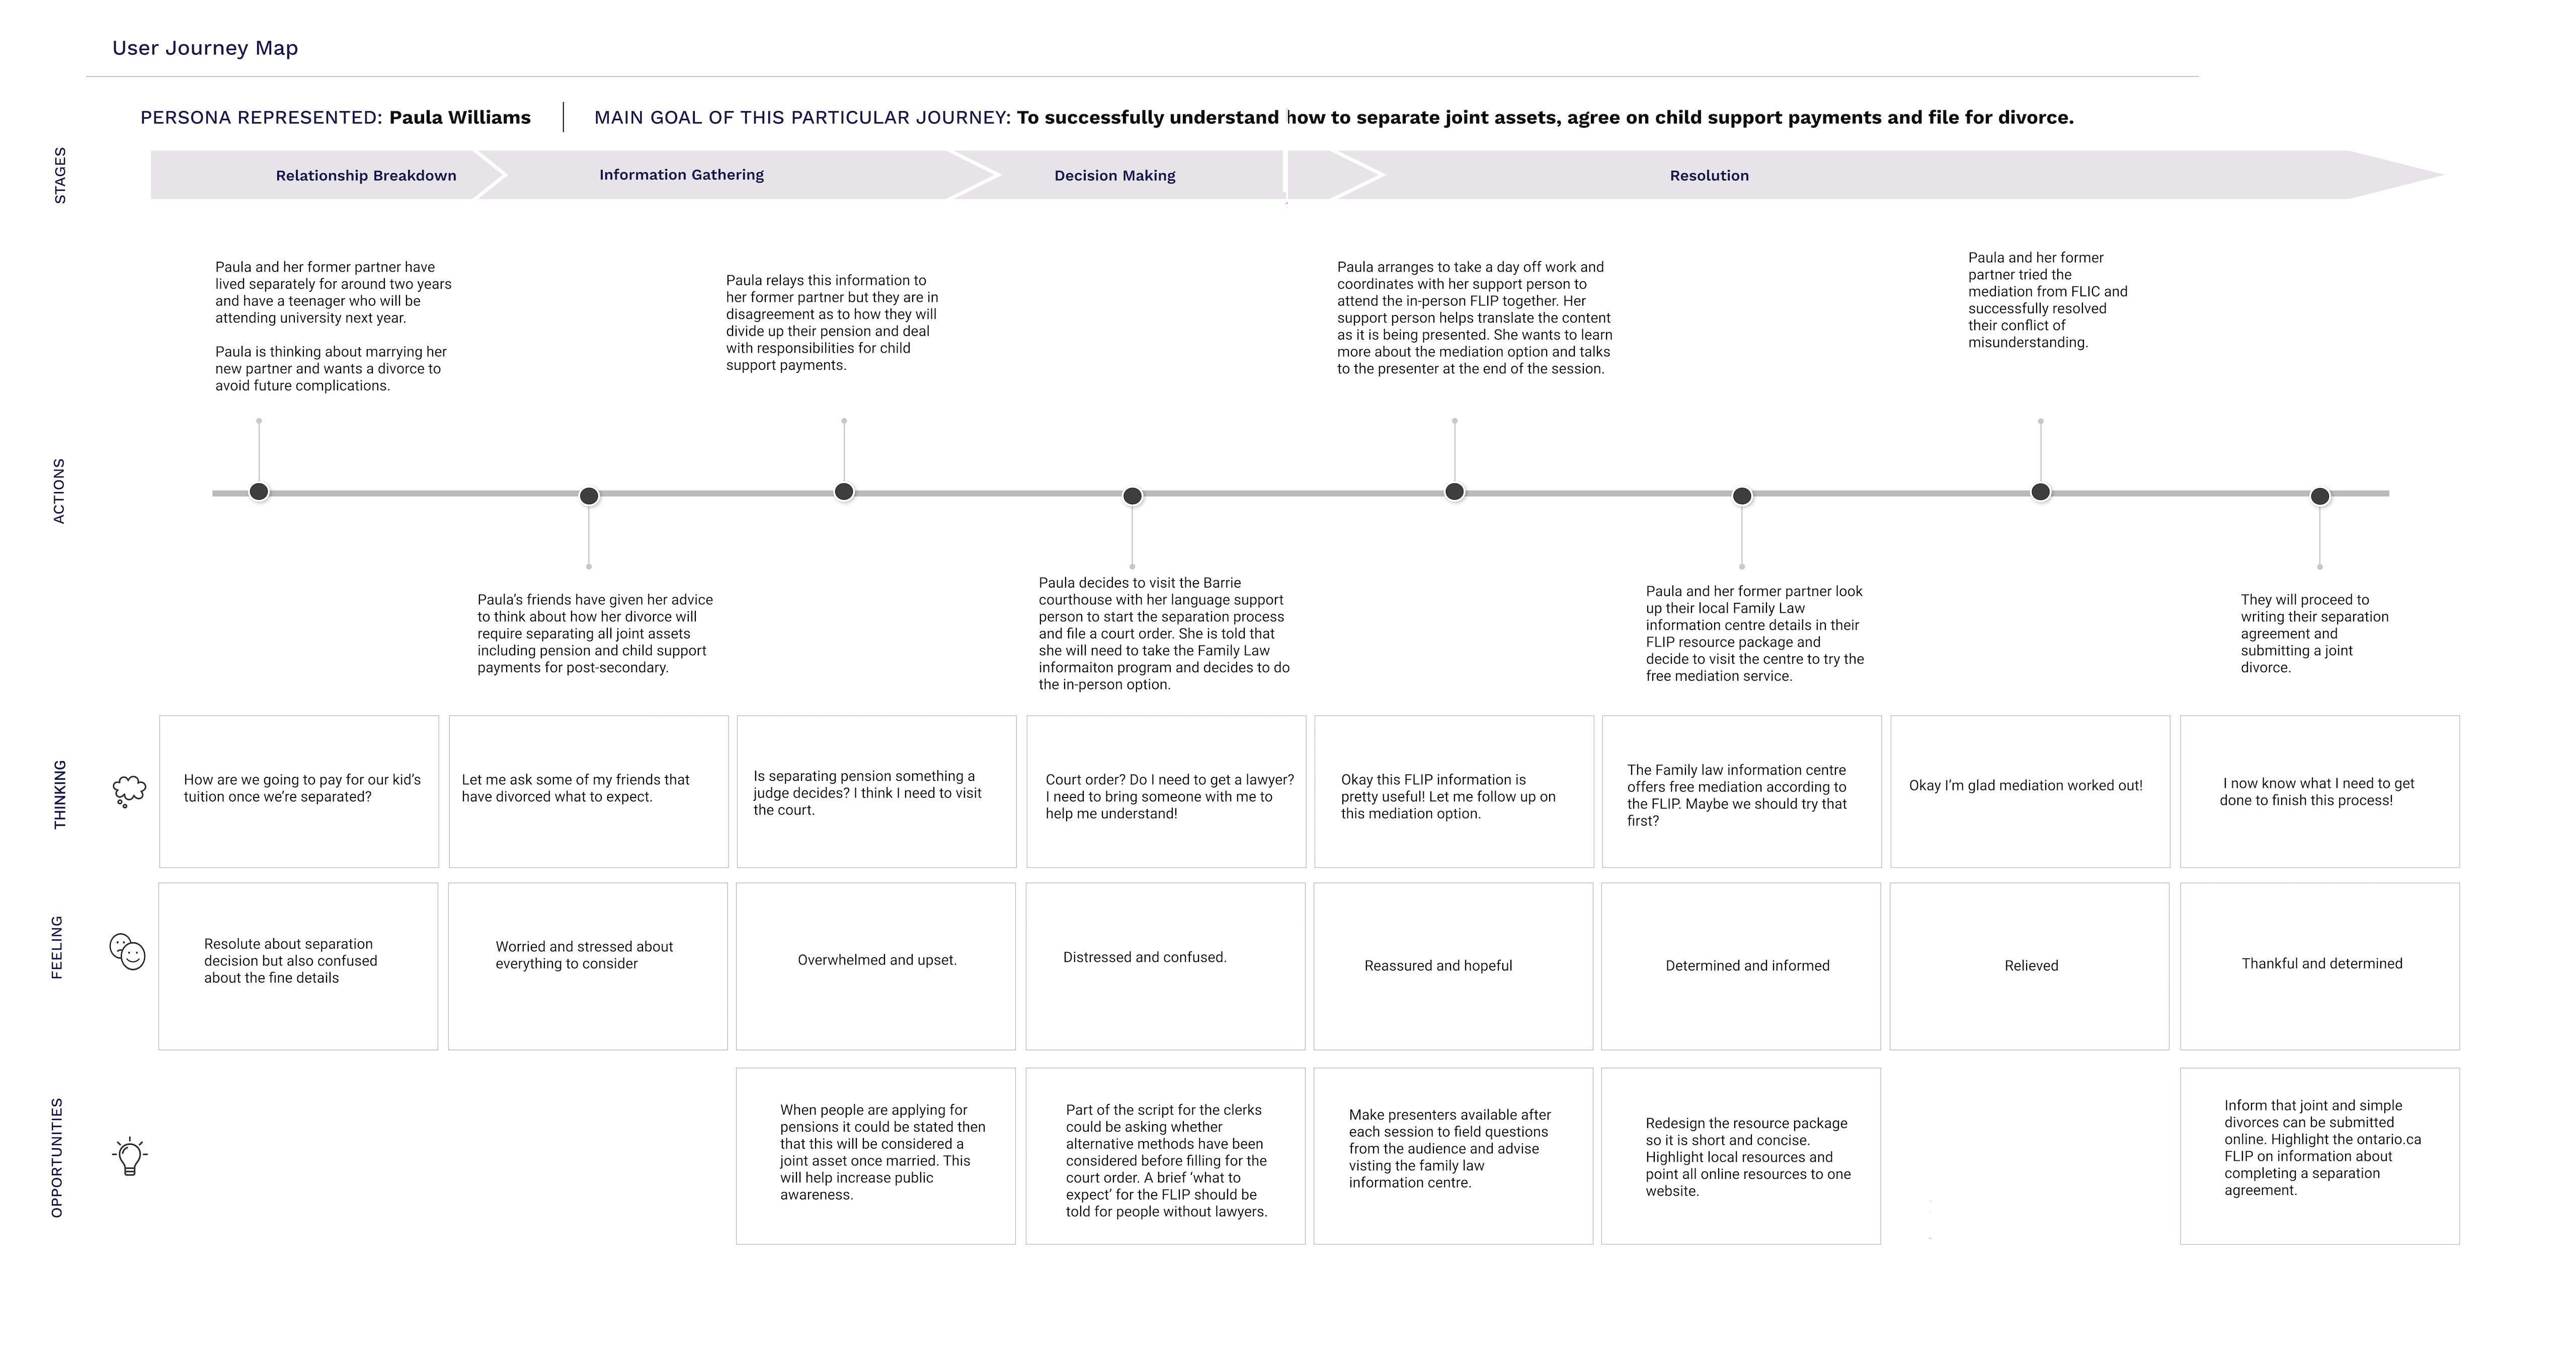 User Journey Map
PERSONA REPRESENTED: Paula Williams
MAIN GOAL OF THIS PARTICULAR JOURNEY: To successfully understand how to separate joint assets, agree on child support payments and file for divorce.
STAGES
Relationship Breakdown
Information Gathering
Decision Making
Resolution
ACTIONS
Paula and her former partner have
lived separately for around two years
and have a teenager who will be
attending university next year.
Paula is thinking about marrying her
new partner and wants a divorce to
avoid future complications.
Paula’s friends have given her advice
to think about how her divorce will
require separating all joint assets
including pension and child support
payments for post-secondary.
Paula relays this information to
her former partner but they are in
disagreement as to how they will
divide up their pension and deal
with responsibilities for child
support payments.
Paula decides to visit the Barrie
courthouse with her language support
person to start the separation process
and file a court order. She is told that
she will need to take the Family Law
informaiton program and decides to do
the in-person option.
Paula arranges to take a day off work and
coordinates with her support person to
attend the in-person FLIP together. Her
support person helps translate the content
as it is being presented. She wants to learn
more about the mediation option and talks
to the presenter at the end of the session.
Paula and her former partner look
up their local Family Law
information centre details in their
FLIP resource package and
decide to visit the centre to try the
free mediation service.
Paula and her former
partner tried the
mediation from FLIC and
successfully resolved
their conflict of
misunderstanding.
They will proceed to
writing their separation
agreement and
submitting a joint
divorce.
THINKING
How are we going to pay for our kid’s
tuition once we’re separated?
Let me ask some of my friends that
have divorced what to expect.
Is separating pension something a
judge decides? I think I need to visit
the court.
Court order? Do I need to get a lawyer?
I need to bring someone with me to
help me understand!
Okay this FLIP information is
pretty useful! Let me follow up on
this mediation option.
The Family law information centre
offers free mediation according to
the FLIP. Maybe we should try that
first?
Okay I’m glad mediation worked out!
I now know what I need to get
done to finish this process!
FEELING
Resolute about separation
decision but also confused
about the fine details
Worried and stressed about
everything to consider
Overwhelmed and upset.
Distressed and confused.
Reassured and hopeful
Determined and informed
Relieved
Thankful and determined
OPPORTUNITIES
When people are applying for
pensions it could be stated then
that this will be considered a
joint asset once married. This
will help increase public
awareness.
Part of the script for the clerks
could be asking whether
alternative methods have been
considered before filling for the
court order. A brief ‘what to
expect’ for the FLIP should be
told for people without lawyers.
Make presenters available after
each session to field questions
from the audience and advise
visting the family law
information centre.
Redesign the resource package
so it is short and concise.
Highlight local resources and
point all online resources to one
website.
Inform that joint and simple
divorces can be submitted
online. Highlight the ontario.ca
FLIP on information about
completing a separation
agreement.